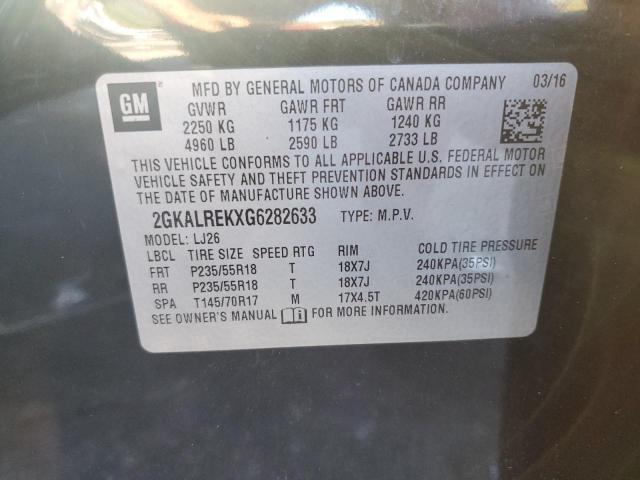 GM
MFD BY GENERAL MOTORS OF CANADA COMPANY 03/16
GVWR GAWR FRT GAWR RR
2250 KG 1175 KG 1240 KG
4960 LB 2590 LB 2733 LB
THIS VEHICLE CONFORMS TO ALL APPLICABLE U.S. FEDERAL MOTOR
VEHICLE SAFETY AND THEFT PREVENTION STANDARDS IN EFFECT ON
THE DATE OF MANUFACTURE SHOWN ABOVE.
2GKALREKXG6282633 TYPE: M.P.V.
MODEL: LJ26
LBCL TIRE SIZE SPEED RTG RIM COLD TIRE PRESSURE
FRT P235/55R18 T 18X7J 240KPA(35PSI)
RR P235/55R18 T 18X7J 240KPA(35PSI)
SPA T145/70R17 M 17X4.5T 420KPA(60PSI)
SEE OWNER'S MANUAL FOR MORE INFORMATION.